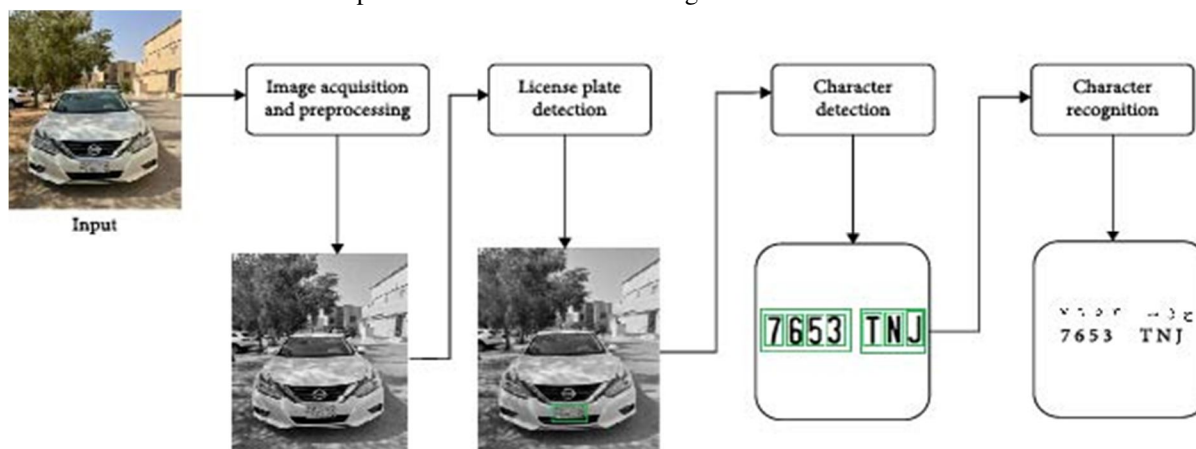 Image acquisition
and preprocessing
License plate
detection
Character
detection
Character
recognition
Input
7653 TNJ
7653 TNJ